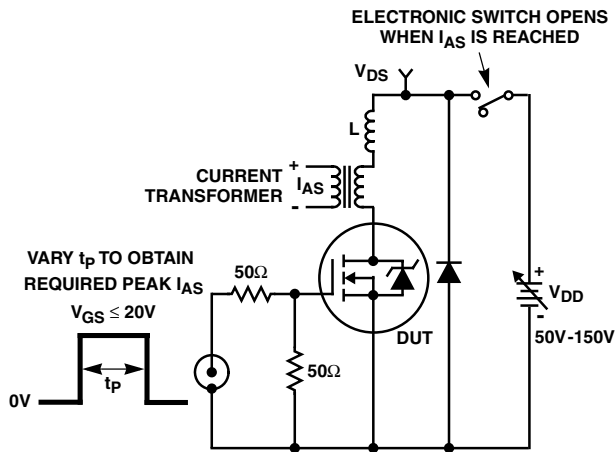 ELECTRONIC SWITCH OPENS
WHEN IAS IS REACHED
VDS
L
CURRENT
TRANSFORMER
+
IAS
-
VARY tP TO OBTAIN
REQUIRED PEAK IAS
50Ω
VGS ≤ 20V
DUT
+
VDD
-
50V-150V
50Ω
tP
0V